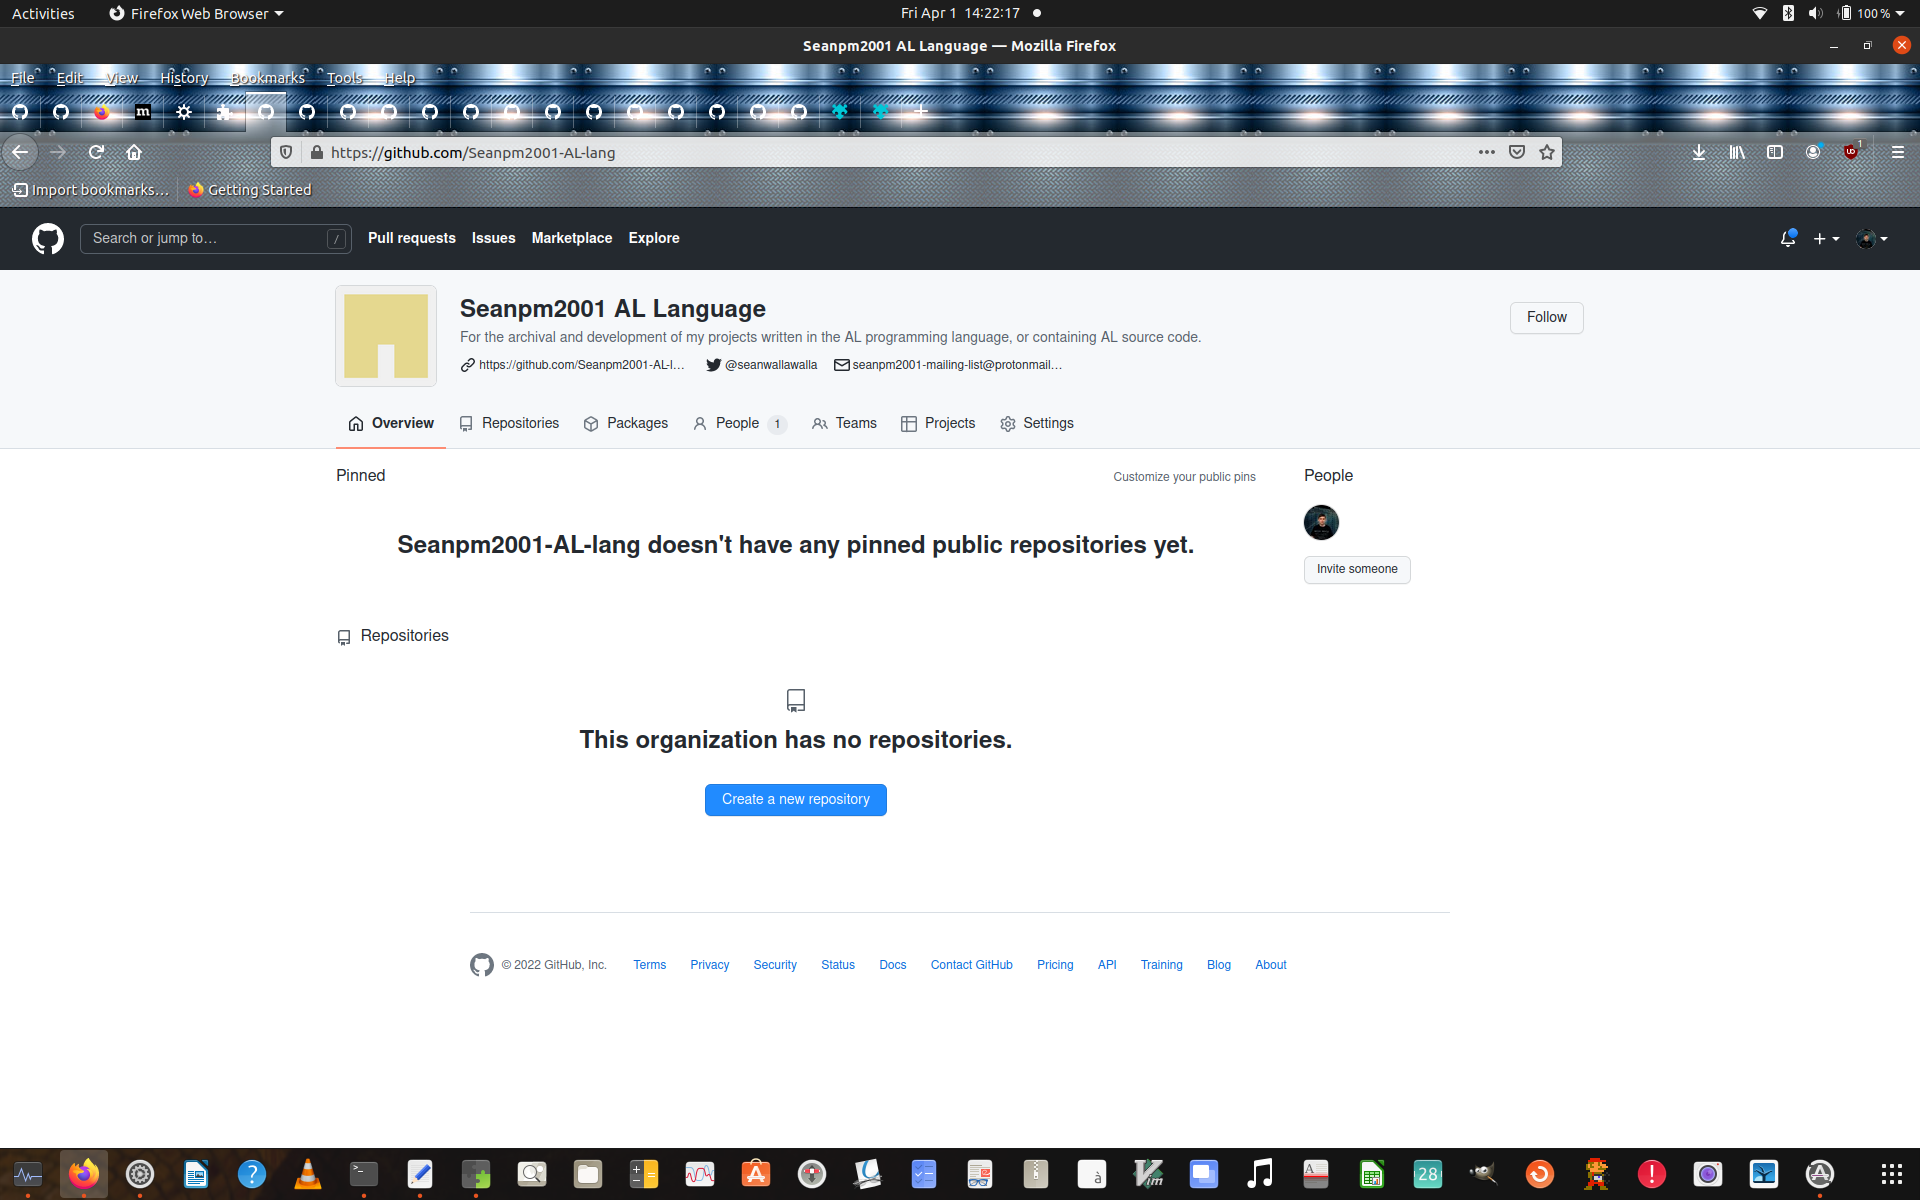 Activities Firefox Web Browser Fri Apr 1 14:22:17 100 %
Seanpm2001 AL Language — Mozilla Firefox
File Edit View History Bookmarks Tools Help
m
https://github.com/Seanpm2001-AL-lang 1
Import bookmarks… Getting Started
Search or jump to… / Pull requests Issues Marketplace Explore
Seanpm2001 AL Language
Follow
For the archival and development of my projects written in the AL programming language, or containing AL source code.
https://github.com/Seanpm2001-AL-l… @seanwallawalla seanpm2001-mailing-list@protonmail…
Overview Repositories Packages People 1 Teams Projects Settings
Pinned Customize your public pins People
Seanpm2001-AL-lang doesn't have any pinned public repositories yet.
Invite someone
Repositories
This organization has no repositories.
Create a new repository
© 2022 GitHub, Inc. Terms Privacy Security Status Docs Contact GitHub Pricing API Training Blog About
28